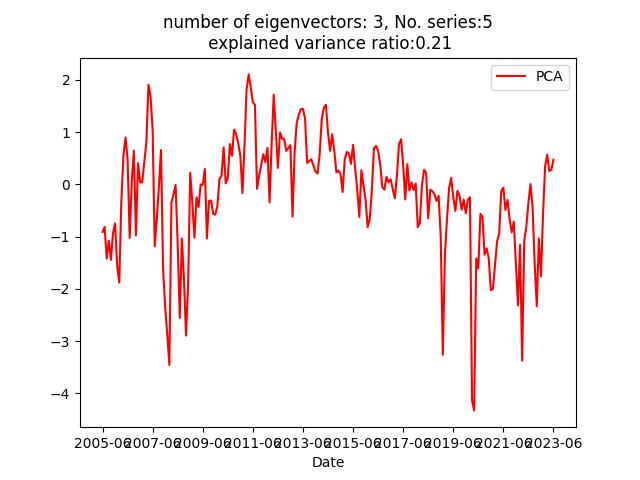 number of eigenvectors: 3, No. series:5
explained variance ratio:0.21
PCA
2
1
0
−1
−2
−3
−4
2005-06 2007-06 2009-06 2011-06 2013-06 2015-06 2017-06 2019-06 2021-06 2023-06
Date